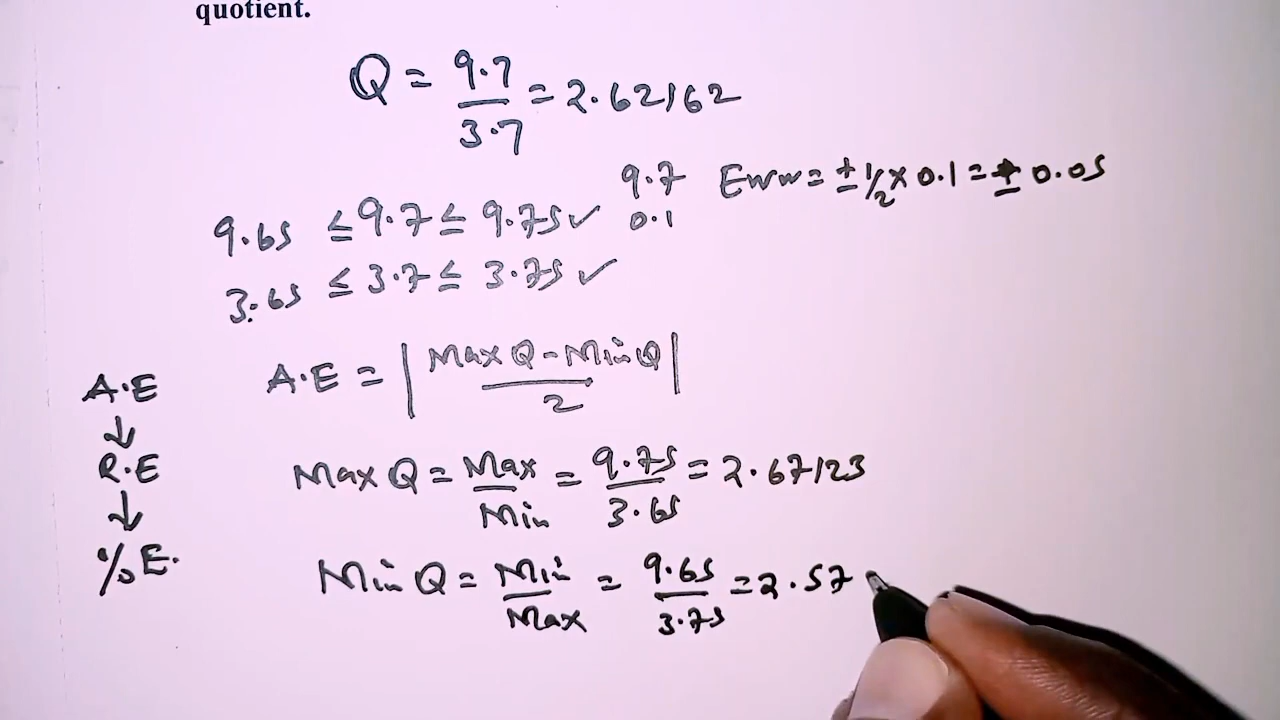 quotient.
Q = 9.7/3.7 = 2.62162
9.7 Eww = ± 1/2 × 0.1 = ± 0.05
0.1
9.65 ≤ 9.7 ≤ 9.75 ✓
3.65 ≤ 3.7 ≤ 3.75 ✓
A.E
↓
R.E
↓
% E.
A.E = | Max Q - Min Q / 2 |
Max Q = Max/Min = 9.75/3.65 = 2.67123
Min Q = Min/Max = 9.65/3.75 = 2.57